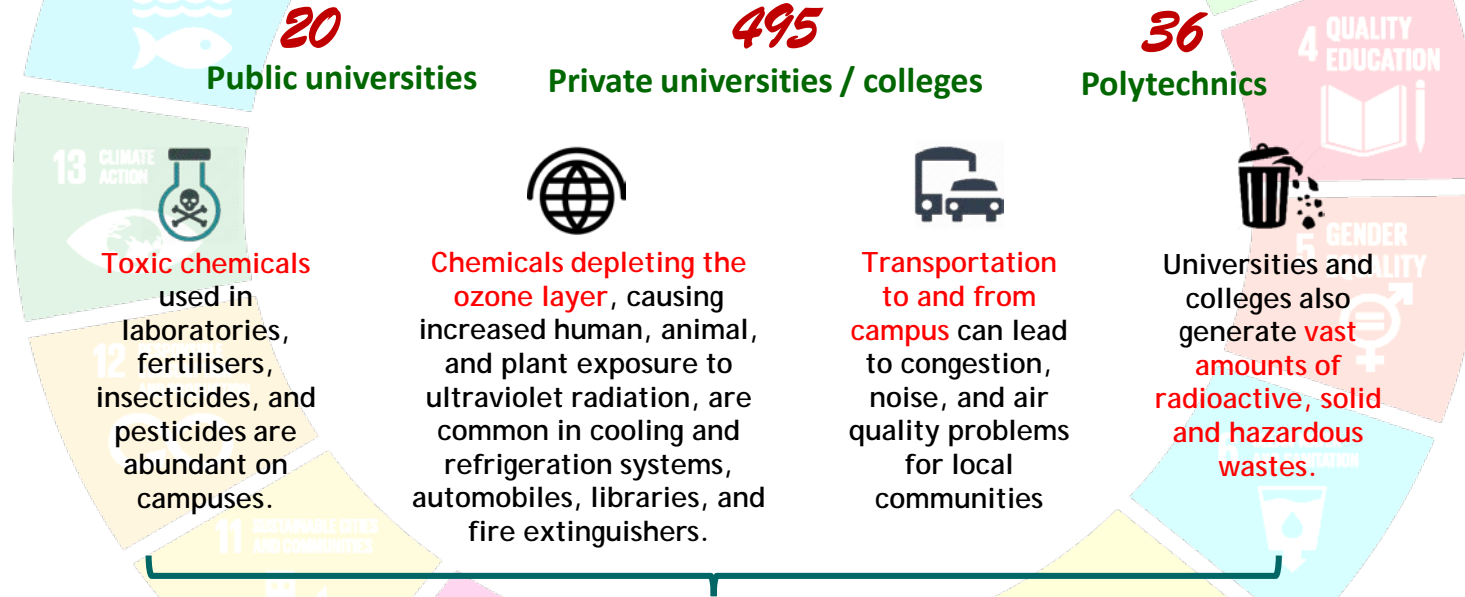 20
Public universities
495
Private universities / colleges
36
Polytechnics
4 QUALITY
EDUCATION
13 CLIMATE
ACTION
Toxic chemicals
used in
laboratories,
fertilisers,
insecticides, and
pesticides are
abundant on
campuses.
Chemicals depleting the
ozone layer, causing
increased human, animal,
and plant exposure to
ultraviolet radiation, are
common in cooling and
refrigeration systems,
automobiles, libraries, and
fire extinguishers.
Transportation
to and from
campus can lead
to congestion,
noise, and air
quality problems
for local
communities
Universities and
colleges also
generate vast
amounts of
radioactive, solid
and hazardous
wastes.
5 GENDER
12
11 SUSTAINABLE CITIES
AND COMMUNITIES